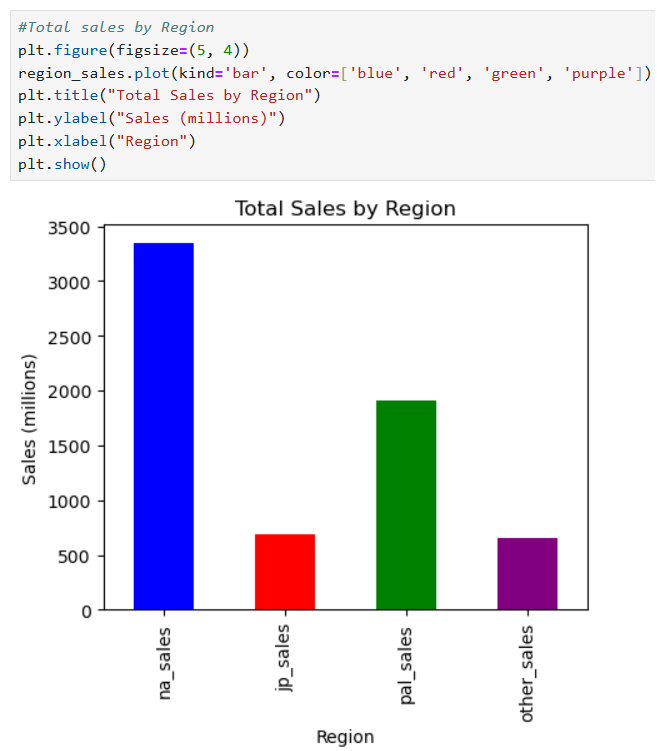 #Total sales by Region
plt.figure(figsize=(5, 4))
region_sales.plot(kind='bar', color=['blue', 'red', 'green', 'purple'])
plt.title("Total Sales by Region")
plt.ylabel("Sales (millions)")
plt.xlabel("Region")
plt.show()
Total Sales by Region
3500
3000
2500
2000
1500
1000
500
0
Sales (millions)
na_sales
jp_sales
pal_sales
other_sales
Region